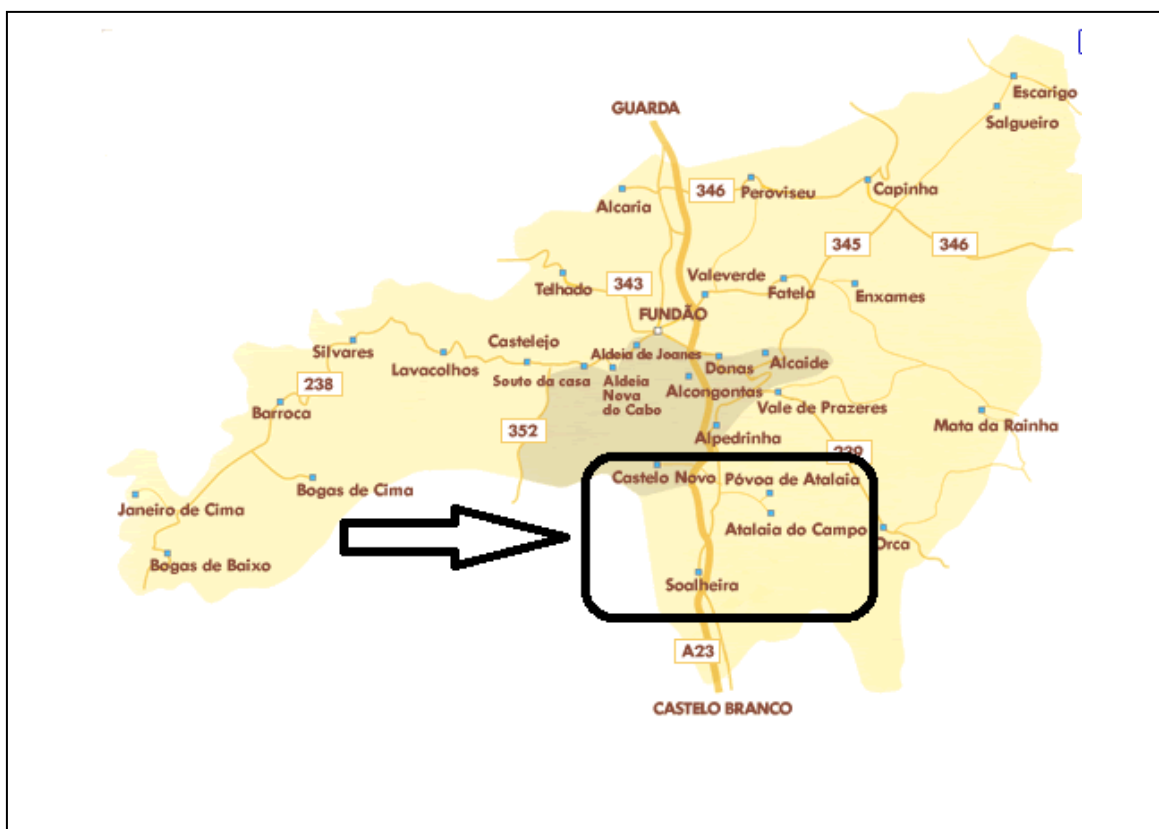 Escarigo
GUARDA
Salgueiro
346
Peroviseu
Capinha
Alcaria
345
346
Valeverde
343
Telhado
Fatela
Enxames
FUNDÃO
Castelejo
Silvares
Aldeia de Joanes
Lavacolhos
Donas
Alcaide
Souto da casa
Aldeia
Nova
do Cabo
238
Alcongontas
Barroca
Vale de Prazeres
Mata da Rainha
352
Alpedrinha
239
Castelo Novo
Póvoa de Atalaia
Bogas de Cima
Janeiro de Cima
Atalaia do Campo
Orca
Bogas de Baixo
Soalheira
A23
CASTELO BRANCO